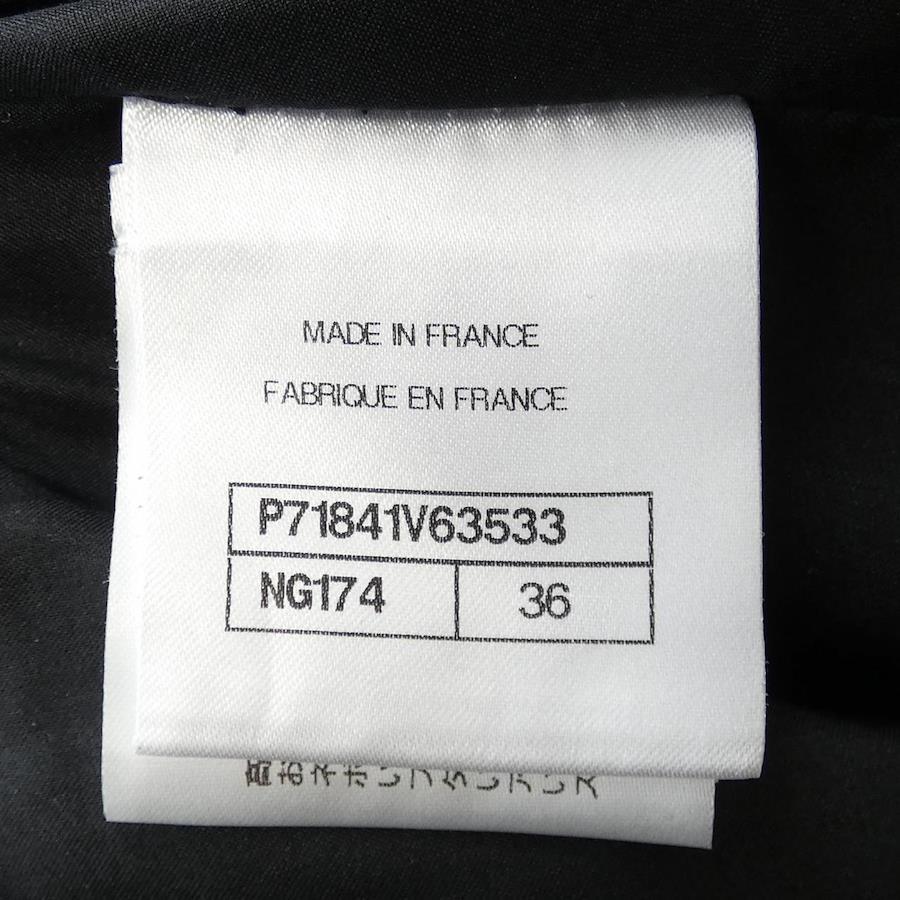 MADE IN FRANCE
FABRIQUE EN FRANCE
P71841V63533
NG174 36